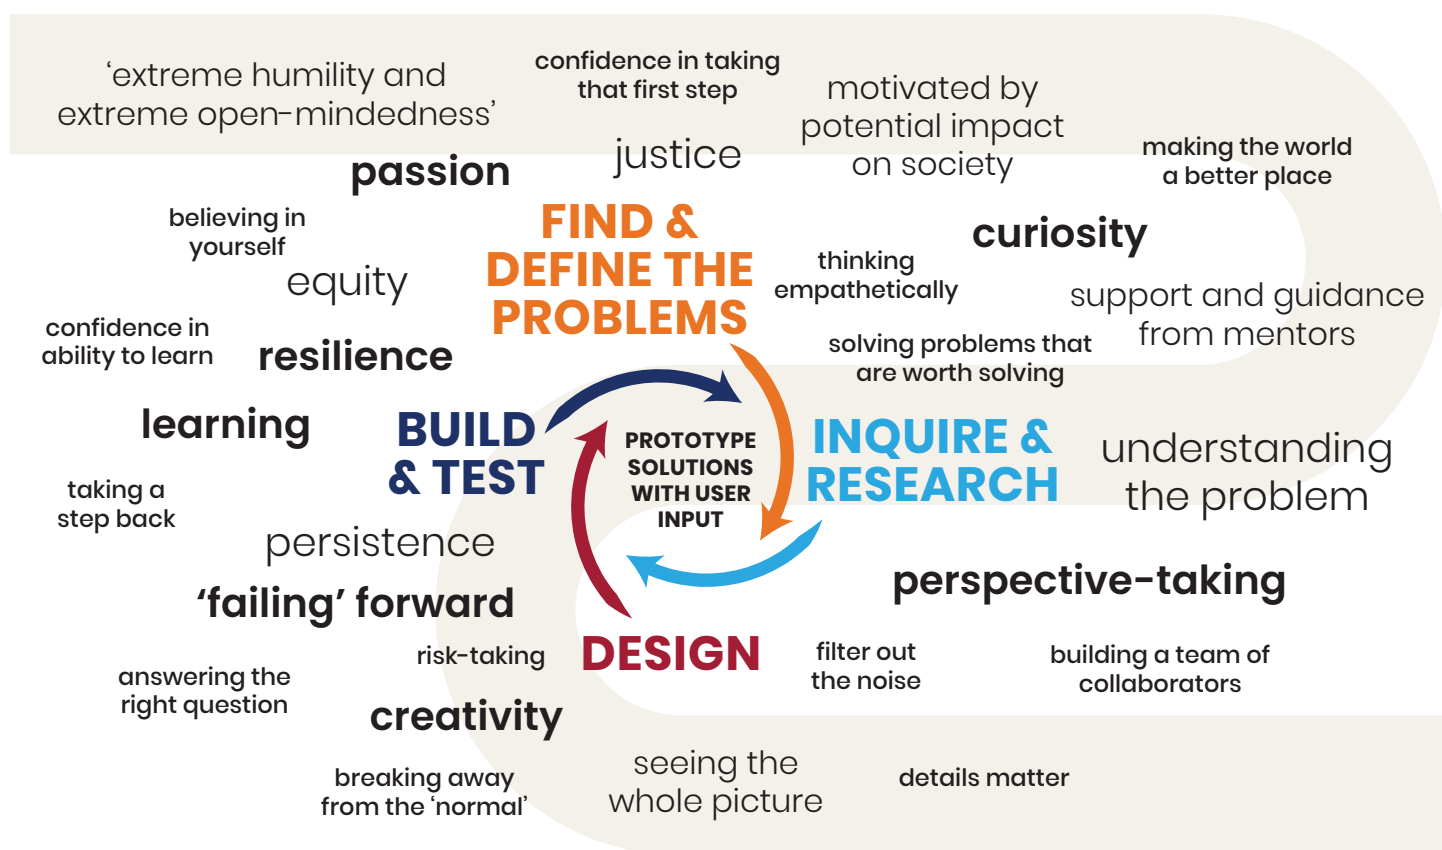 ‘extreme humility and
extreme open-mindedness’
confidence in taking
that first step
motivated by
potential impact
on society
making the world
a better place
passion
justice
believing in
yourself
equity
FIND &
DEFINE THE
PROBLEMS
curiosity
thinking
empathetically
support and guidance
from mentors
confidence in
ability to learn
resilience
solving problems that
are worth solving
learning
BUILD
& TEST
PROTOTYPE
SOLUTIONS
WITH USER
INPUT
INQUIRE &
RESEARCH
understanding
the problem
taking a
step back
persistence
‘failing’ forward
perspective-taking
risk-taking
DESIGN
filter out
the noise
building a team of
collaborators
answering the
right question
creativity
breaking away
from the ‘normal’
seeing the
whole picture
details matter